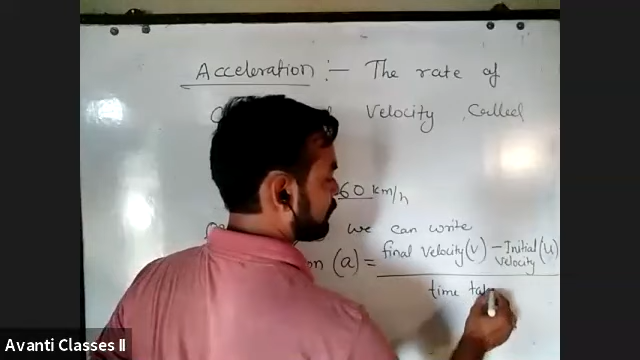 Acceleration :- The rate of
Velocity , Called
60 km/h
we can write
(a) = final Velocity (v) - Initial velocity (u)
time
Avanti Classes II